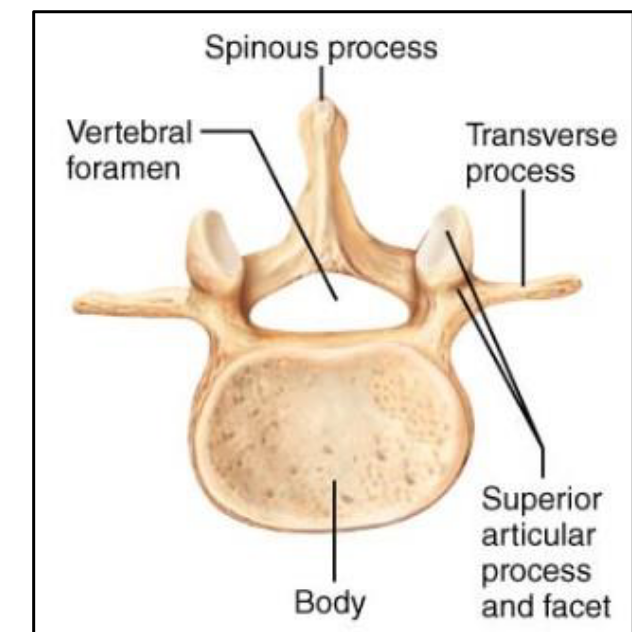 Spinous process
Vertebral
foramen
Transverse
process
Superior
articular
process
and facet
Body